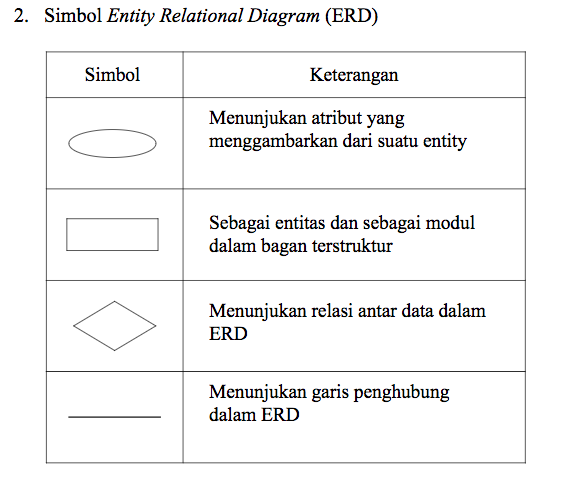 2. Simbol Entity Relational Diagram (ERD)
Simbol Keterangan
Menunjukan atribut yang
menggambarkan dari suatu entity
Sebagai entitas dan sebagai modul
dalam bagan terstruktur
Menunjukan relasi antar data dalam
ERD
Menunjukan garis penghubung
dalam ERD